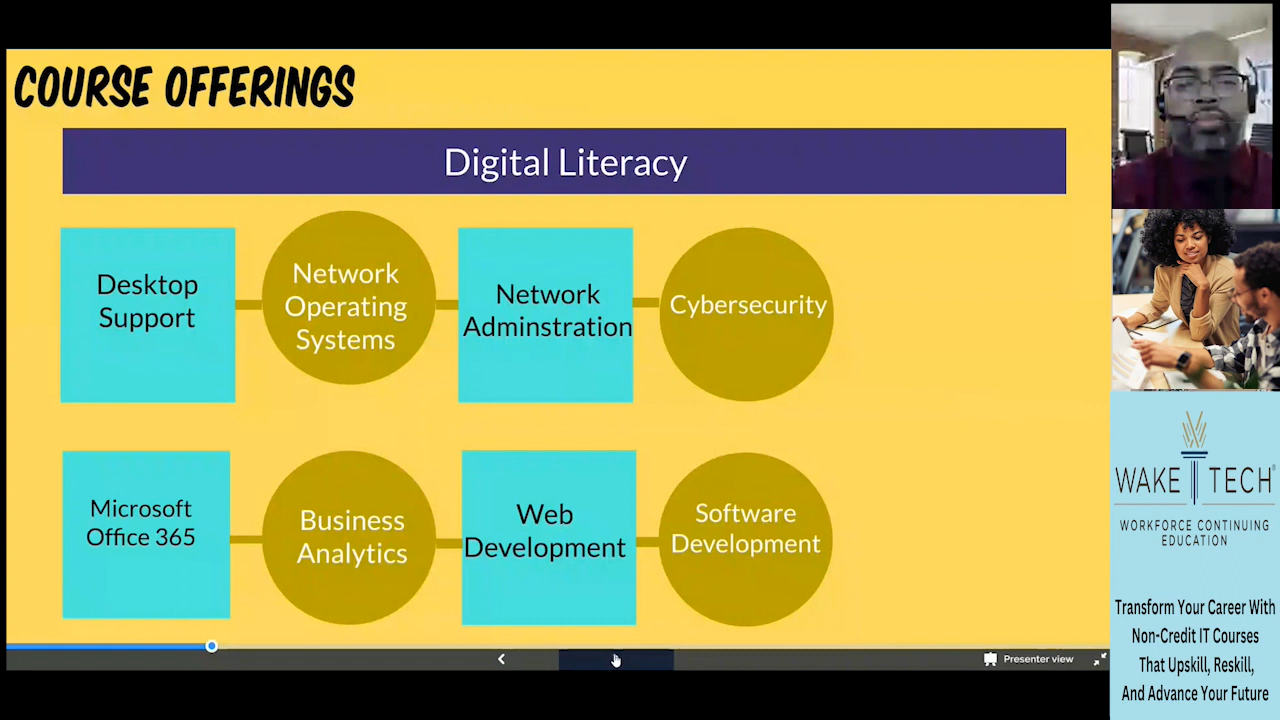 COURSE OFFERINGS
Digital Literacy
Desktop
Support
Network
Operating
Systems
Network
Adminstration
Cybersecurity
Microsoft
Office 365
Business
Analytics
Web
Development
Software
Development
Presenter view
WAKE TECH®
WORKFORCE CONTINUING
EDUCATION
Transform Your Career With
Non-Credit IT Courses
That Upskill, Reskill,
And Advance Your Future